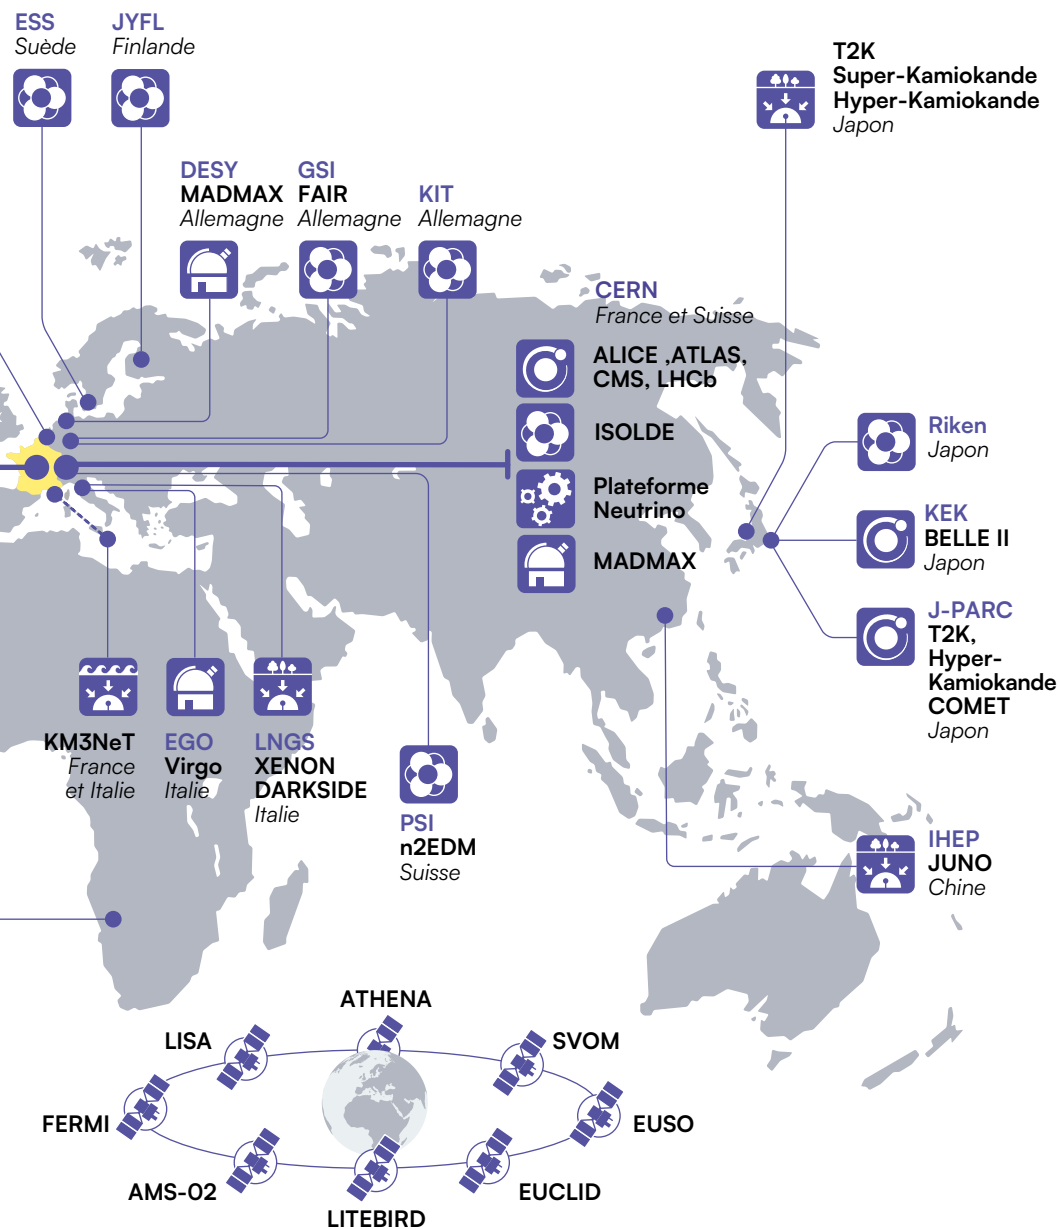 ESS
Suède
JYFL
Finlande
T2K
Super-Kamiokande
Hyper-Kamiokande
Japon
DESY
MADMAX
Allemagne
GSI
FAIR
Allemagne
KIT
Allemagne
CERN
France et Suisse
ALICE ,ATLAS,
CMS, LHCb
ISOLDE
Plateforme
Neutrino
MADMAX
Riken
Japon
KEK
BELLE II
Japon
J-PARC
T2K,
Hyper-
Kamiokande
COMET
Japon
KM3NeT
France
et Italie
EGO
Virgo
Italie
LNGS
XENON
DARKSIDE
Italie
PSI
n2EDM
Suisse
IHEP
JUNO
Chine
ATHENA
LISA
SVOM
FERMI
EUSO
AMS-02
EUCLID
LITEBIRD